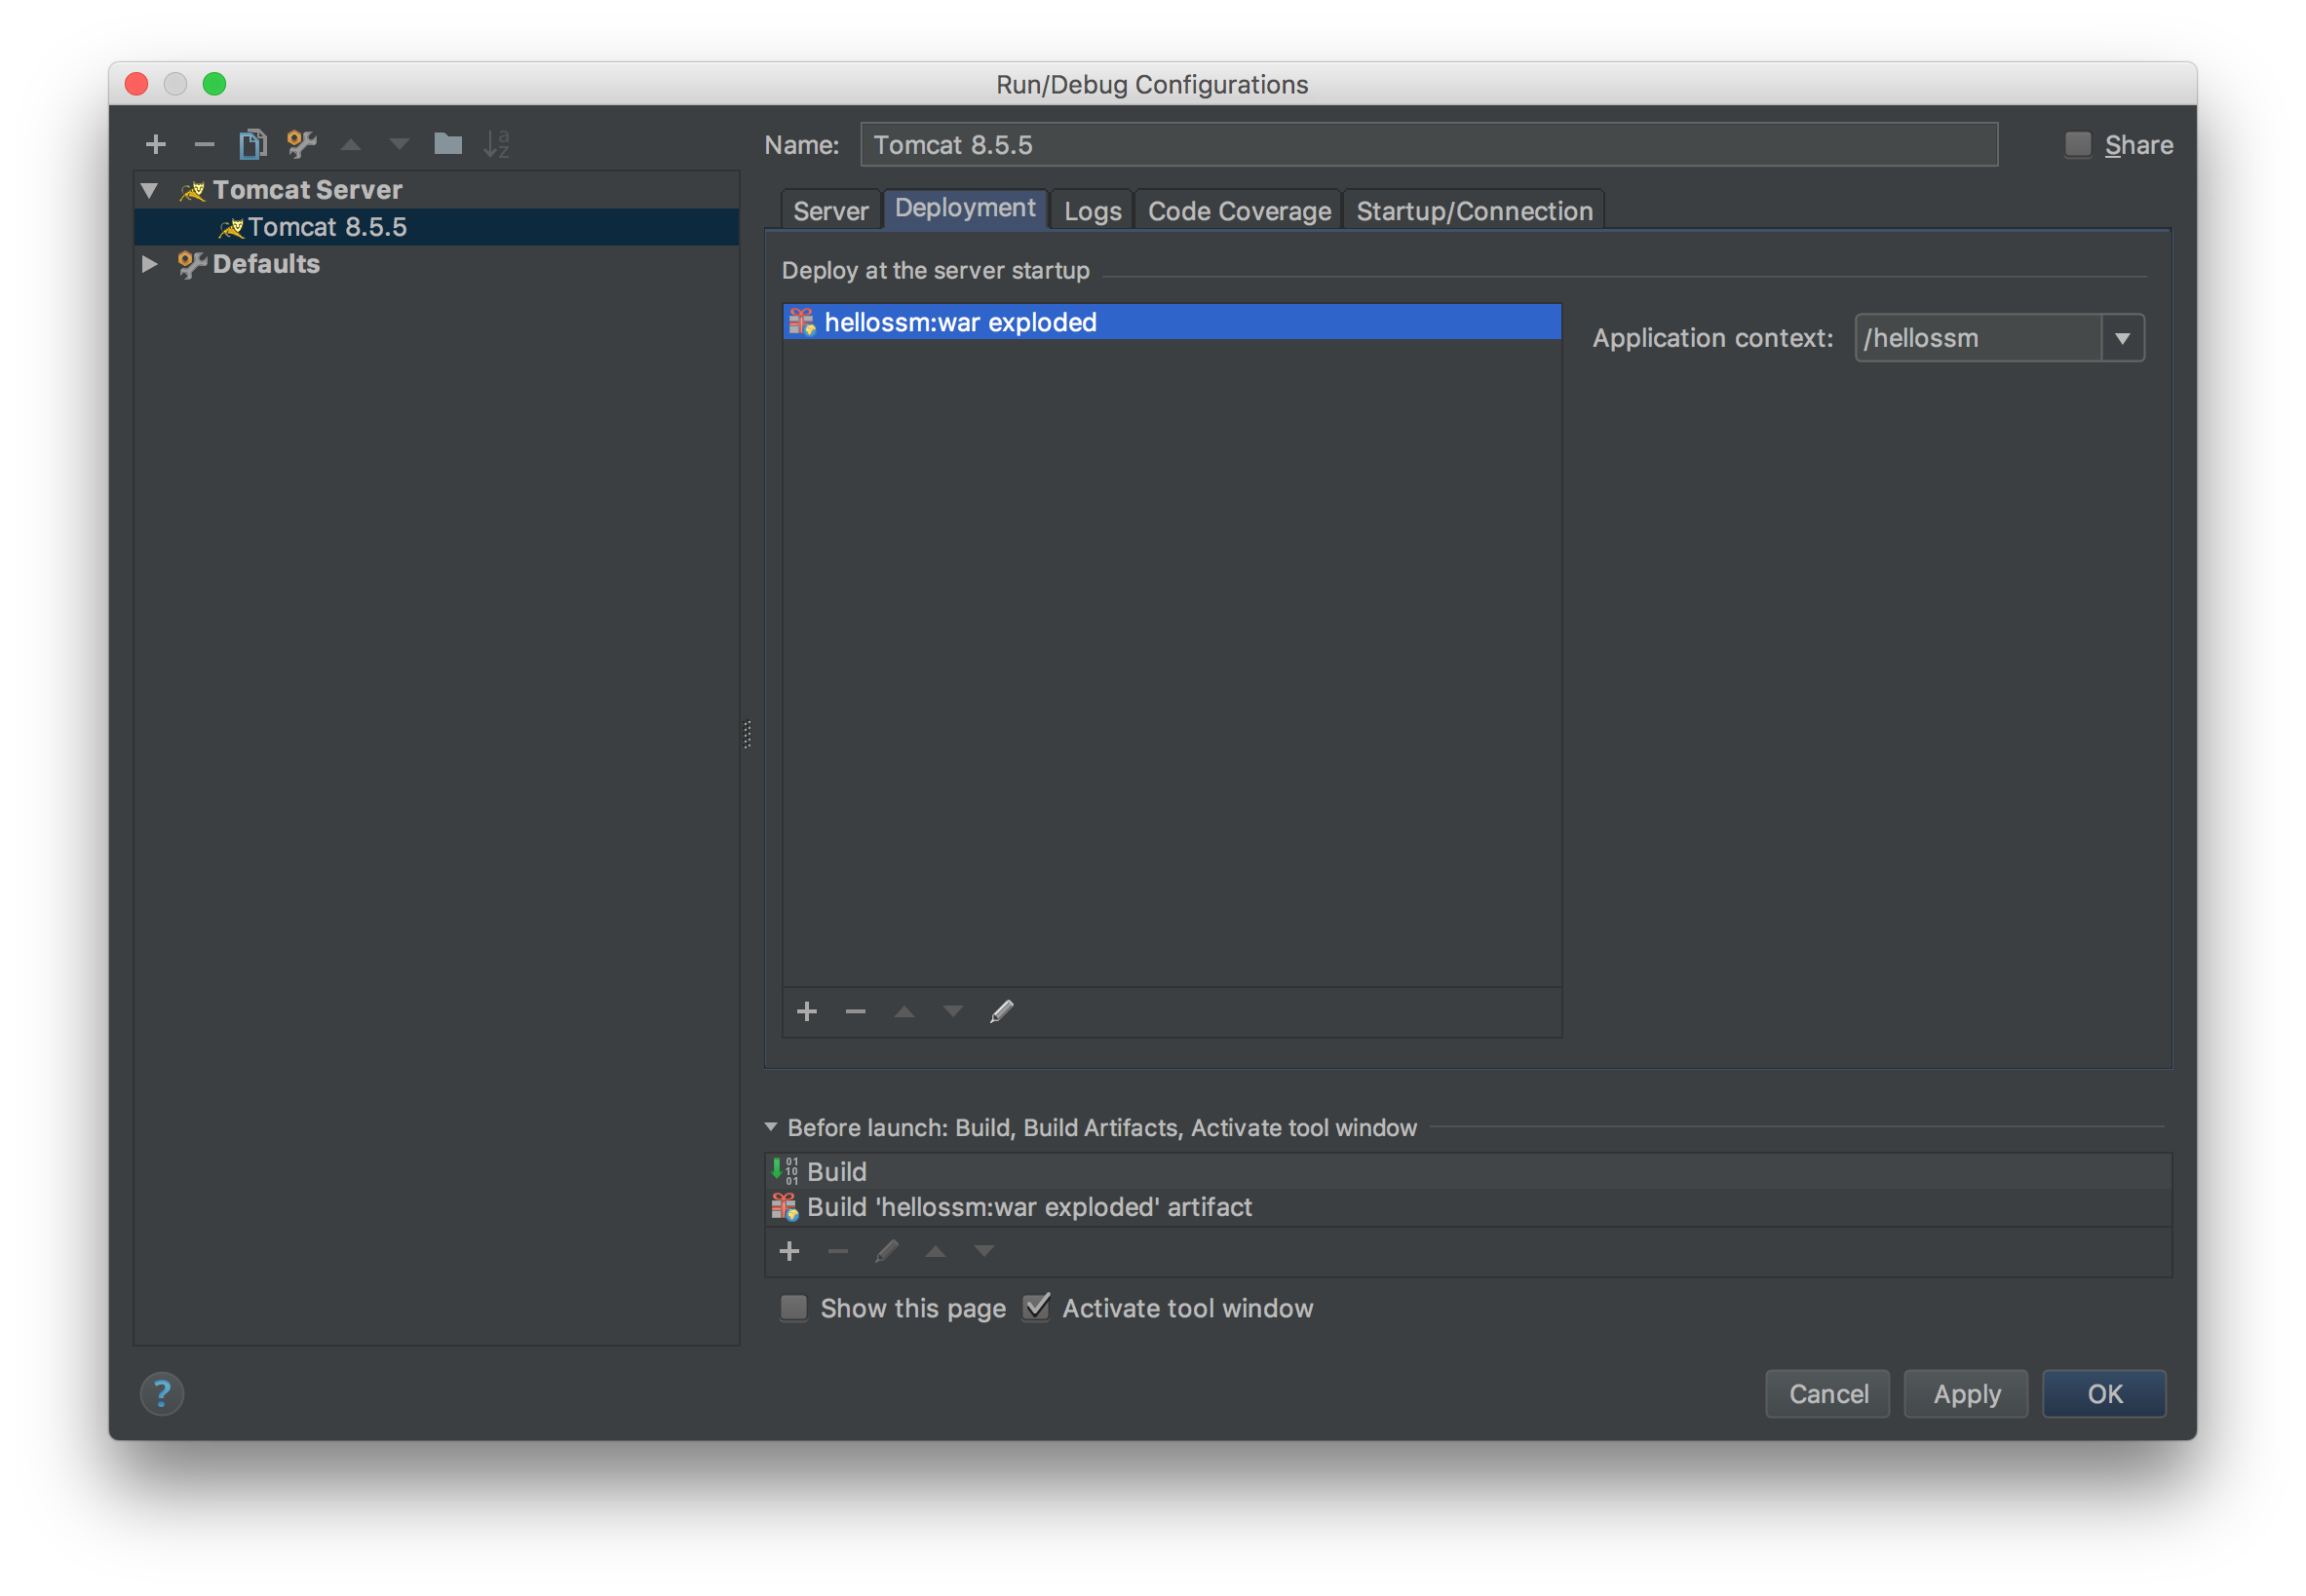 Run/Debug Configurations
Name: Tomcat 8.5.5 Share
Tomcat Server
Tomcat 8.5.5
Defaults
Server Deployment Logs Code Coverage Startup/Connection
Deploy at the server startup
hellossm:war exploded
Application context: /hellossm
Before launch: Build, Build Artifacts, Activate tool window
Build
Build 'hellossm:war exploded' artifact
Show this page Activate tool window
? Cancel Apply OK